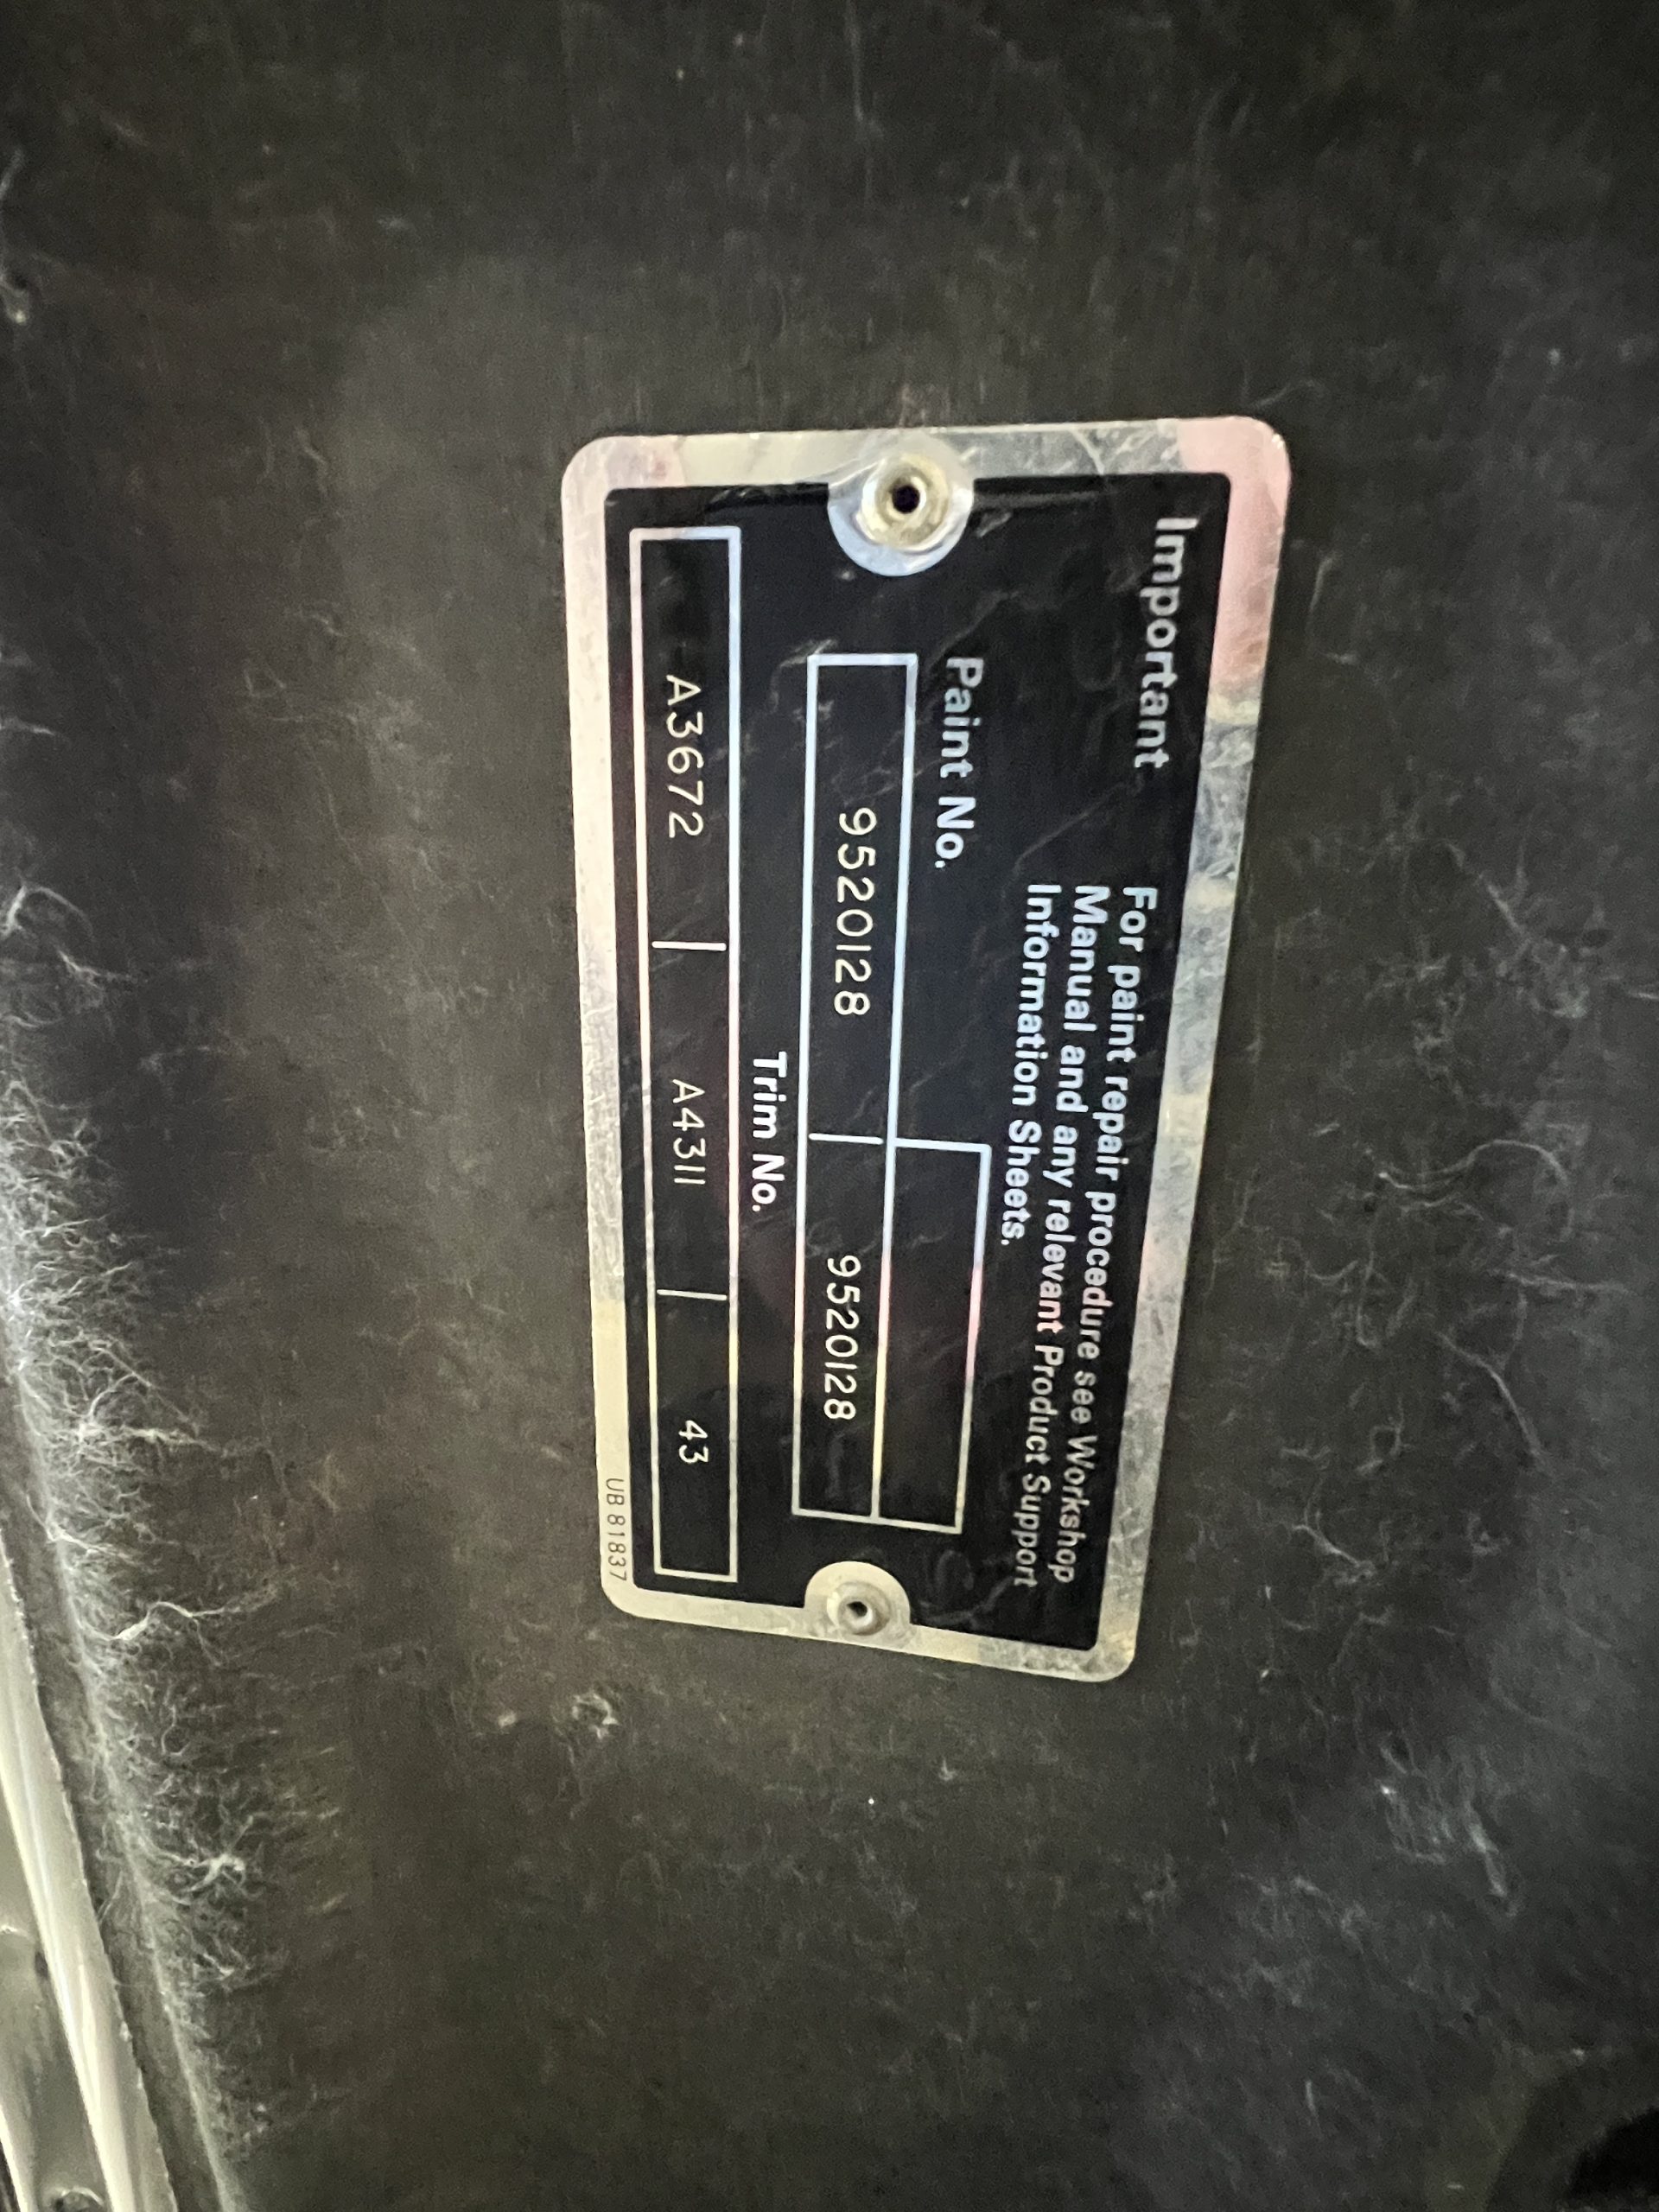 Important
For paint repair procedure see Workshop
Manual and any relevant Product Support
Information Sheets.
Paint No.
9520128 9520128
Trim No.
A3672 A4311 43
UB 81837